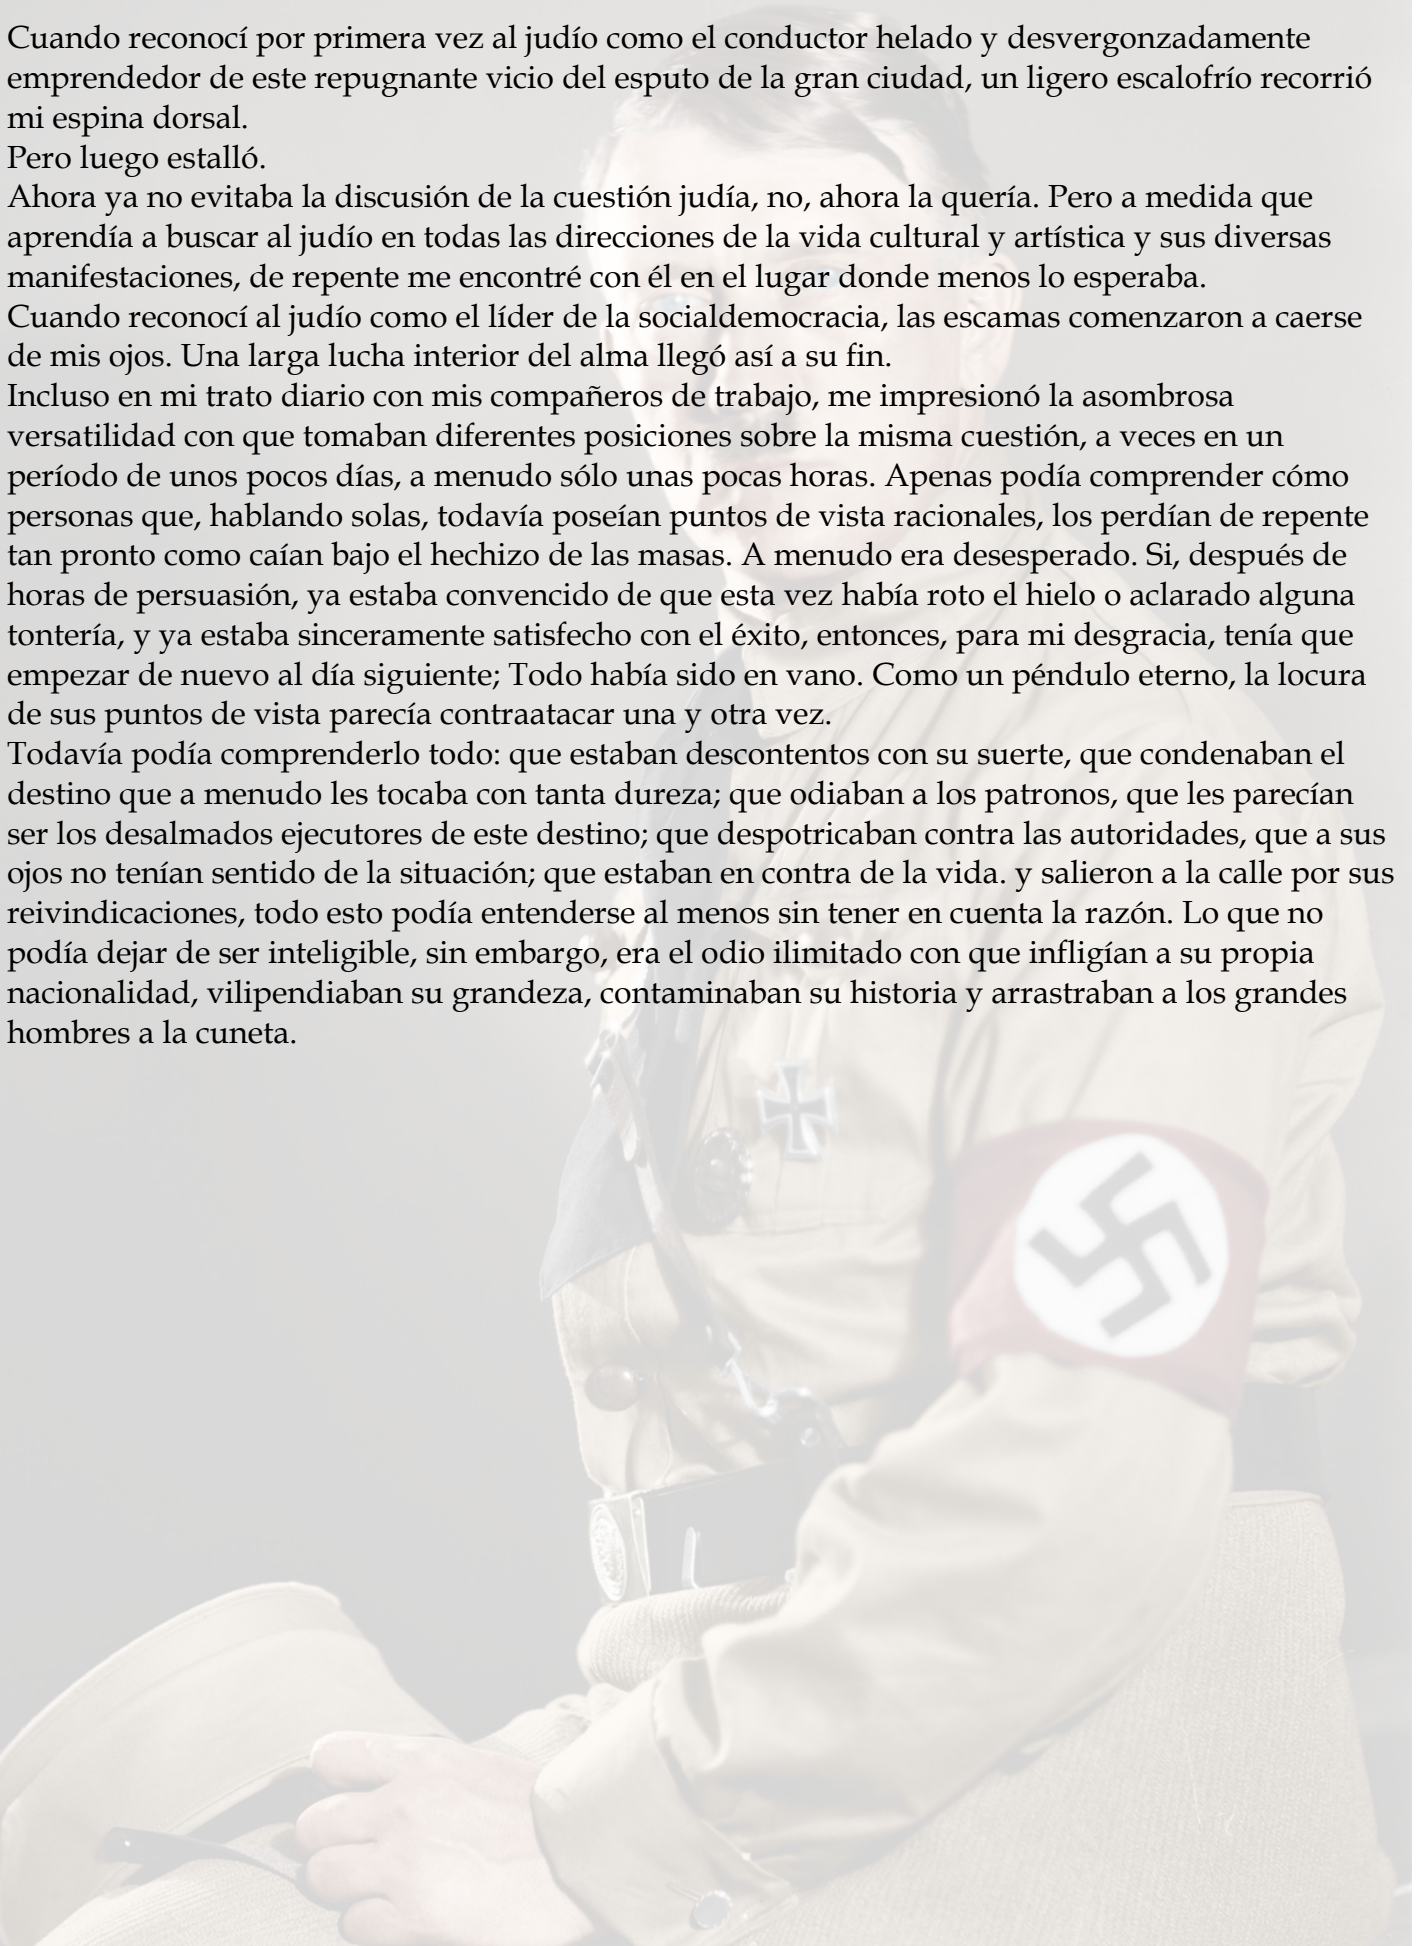 Cuando reconocí por primera vez al judío como el conductor helado y desvergonzadamente
emprendedor de este repugnante vicio del esputo de la gran ciudad, un ligero escalofrío recorrió
mi espina dorsal.
Pero luego estalló.
Ahora ya no evitaba la discusión de la cuestión judía, no, ahora la quería. Pero a medida que
aprendía a buscar al judío en todas las direcciones de la vida cultural y artística y sus diversas
manifestaciones, de repente me encontré con él en el lugar donde menos lo esperaba.
Cuando reconocí al judío como el líder de la socialdemocracia, las escamas comenzaron a caerse
de mis ojos. Una larga lucha interior del alma llegó así a su fin.
Incluso en mi trato diario con mis compañeros de trabajo, me impresionó la asombrosa
versatilidad con que tomaban diferentes posiciones sobre la misma cuestión, a veces en un
período de unos pocos días, a menudo sólo unas pocas horas. Apenas podía comprender cómo
personas que, hablando solas, todavía poseían puntos de vista racionales, los perdían de repente
tan pronto como caían bajo el hechizo de las masas. A menudo era desesperado. Si, después de
horas de persuasión, ya estaba convencido de que esta vez había roto el hielo o aclarado alguna
tontería, y ya estaba sinceramente satisfecho con el éxito, entonces, para mi desgracia, tenía que
empezar de nuevo al día siguiente; Todo había sido en vano. Como un péndulo eterno, la locura
de sus puntos de vista parecía contraatacar una y otra vez.
Todavía podía comprenderlo todo: que estaban descontentos con su suerte, que condenaban el
destino que a menudo les tocaba con tanta dureza; que odiaban a los patronos, que les parecían
ser los desalmados ejecutores de este destino; que despotricaban contra las autoridades, que a sus
ojos no tenían sentido de la situación; que estaban en contra de la vida. y salieron a la calle por sus
reivindicaciones, todo esto podía entenderse al menos sin tener en cuenta la razón. Lo que no
podía dejar de ser inteligible, sin embargo, era el odio ilimitado con que infligían a su propia
nacionalidad, vilipendiaban su grandeza, contaminaban su historia y arrastraban a los grandes
hombres a la cuneta.